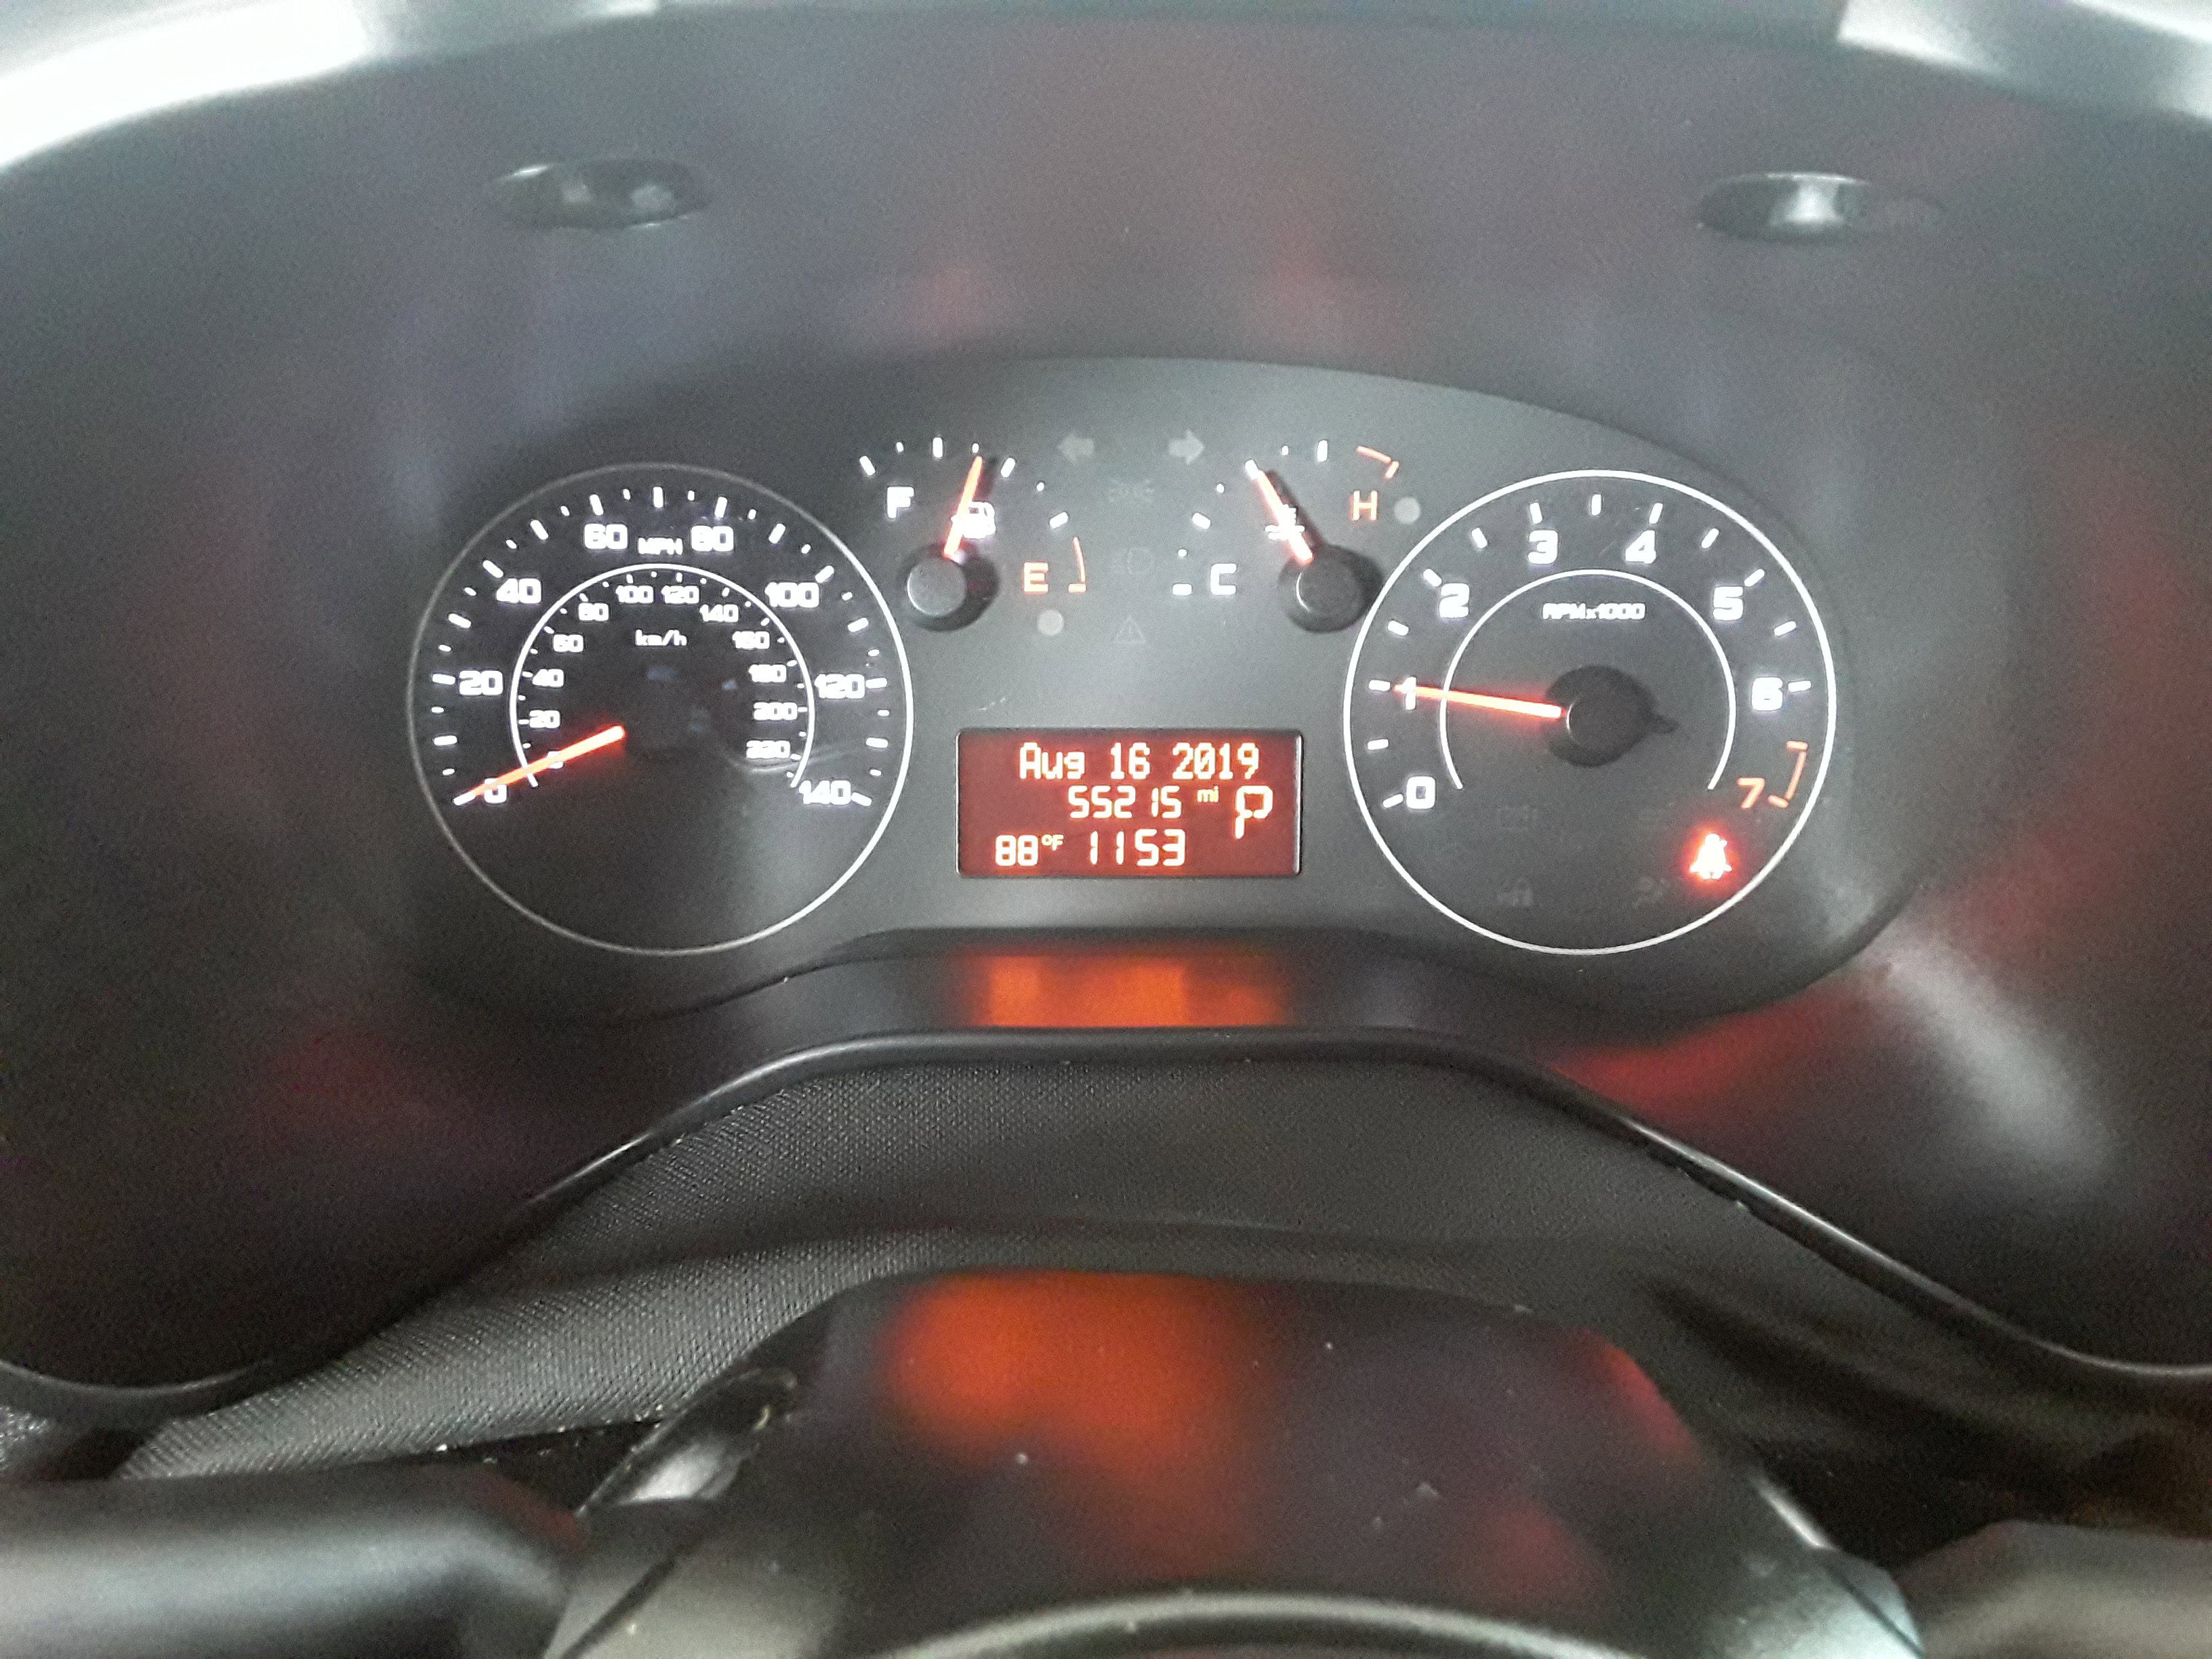 60 MPH 80
40 100
20 120
0 140
100 120
80 140
60 km/h 160
40 180
20 200
0 220
F
E
C
H
Aug 16 2019
55215 mi P
88°F 1153
3 4
2 5
RPMx1000
1 6
0 7